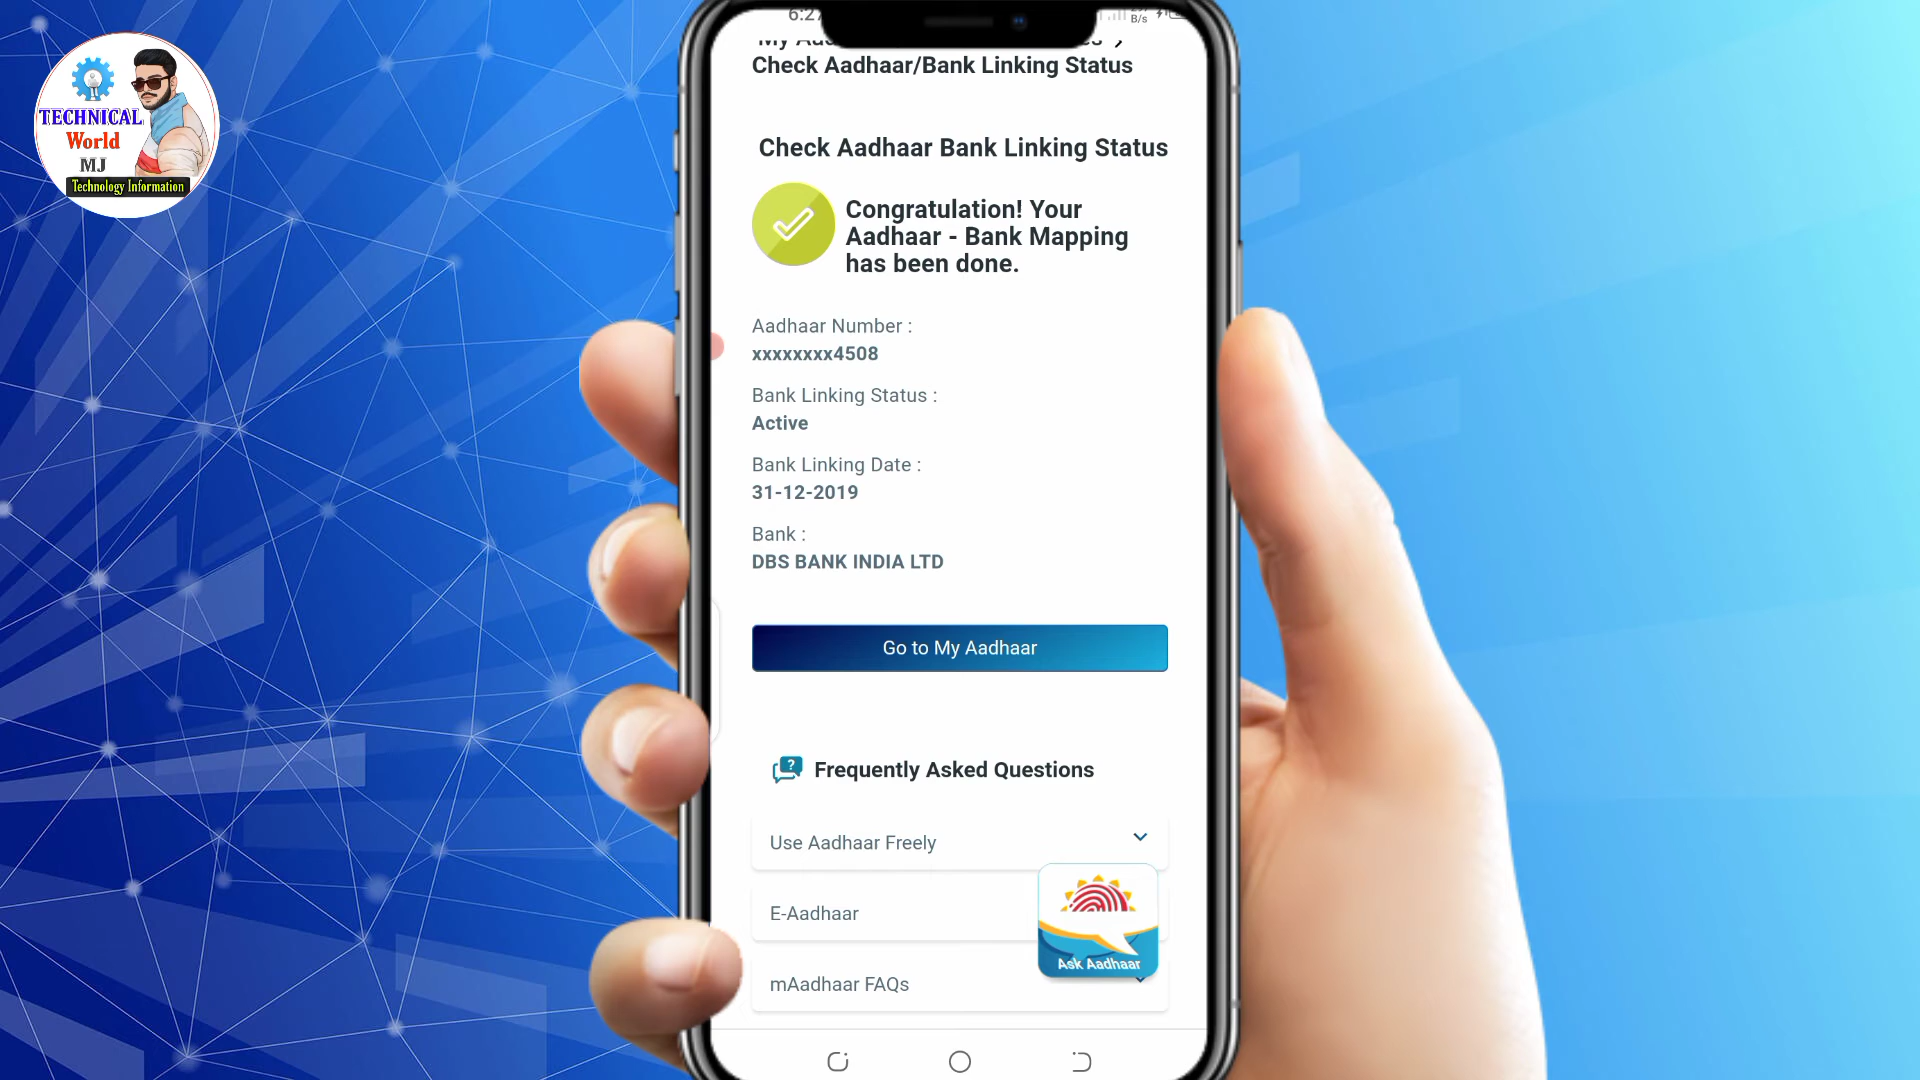 TECHNICAL
World
MJ
Technology Information
B/s
Check Aadhaar/Bank Linking Status
Check Aadhaar Bank Linking Status
Congratulation! Your
Aadhaar - Bank Mapping
has been done.
Aadhaar Number :
xxxxxxxx4508
Bank Linking Status :
Active
Bank Linking Date :
31-12-2019
Bank :
DBS BANK INDIA LTD
Go to My Aadhaar
Frequently Asked Questions
Use Aadhaar Freely
E-Aadhaar
Ask Aadhaar
mAadhaar FAQs